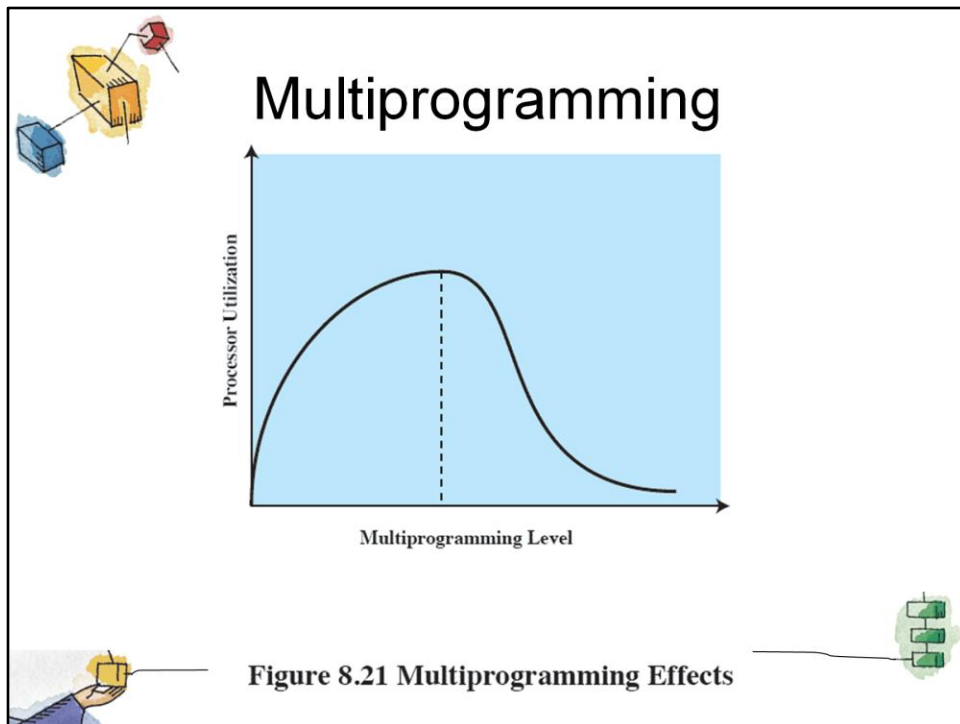 Multiprogramming
Processor Utilization
Multiprogramming Level
Figure 8.21 Multiprogramming Effects